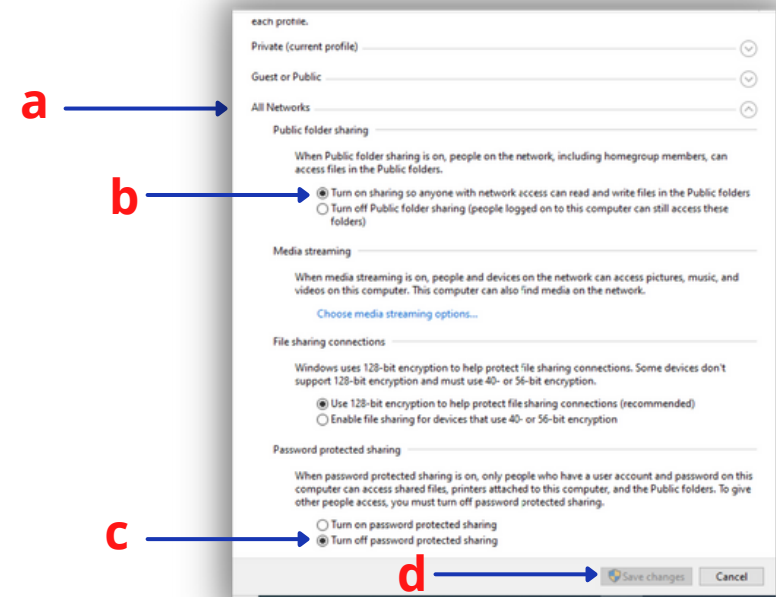 each profile.
Private (current profile)
Guest or Public
a
All Networks
Public folder sharing
When Public folder sharing is on, people on the network, including homegroup members, can
access files in the Public folders.
b
Turn on sharing so anyone with network access can read and write files in the Public folders
Turn off Public folder sharing (people logged on to this computer can still access these
folders)
Media streaming
When media streaming is on, people and devices on the network can access pictures, music, and
videos on this computer. This computer can also find media on the network.
Choose media streaming options...
File sharing connections
Windows uses 128-bit encryption to help protect file sharing connections. Some devices don't
support 128-bit encryption and must use 40- or 56-bit encryption.
Use 128-bit encryption to help protect file sharing connections (recommended)
Enable file sharing for devices that use 40- or 56-bit encryption
Password protected sharing
When password protected sharing is on, only people who have a user account and password on this
computer can access shared files, printers attached to this computer, and the Public folders. To give
other people access, you must turn off password protected sharing.
Turn on password protected sharing
c
Turn off password protected sharing
d
Save changes
Cancel